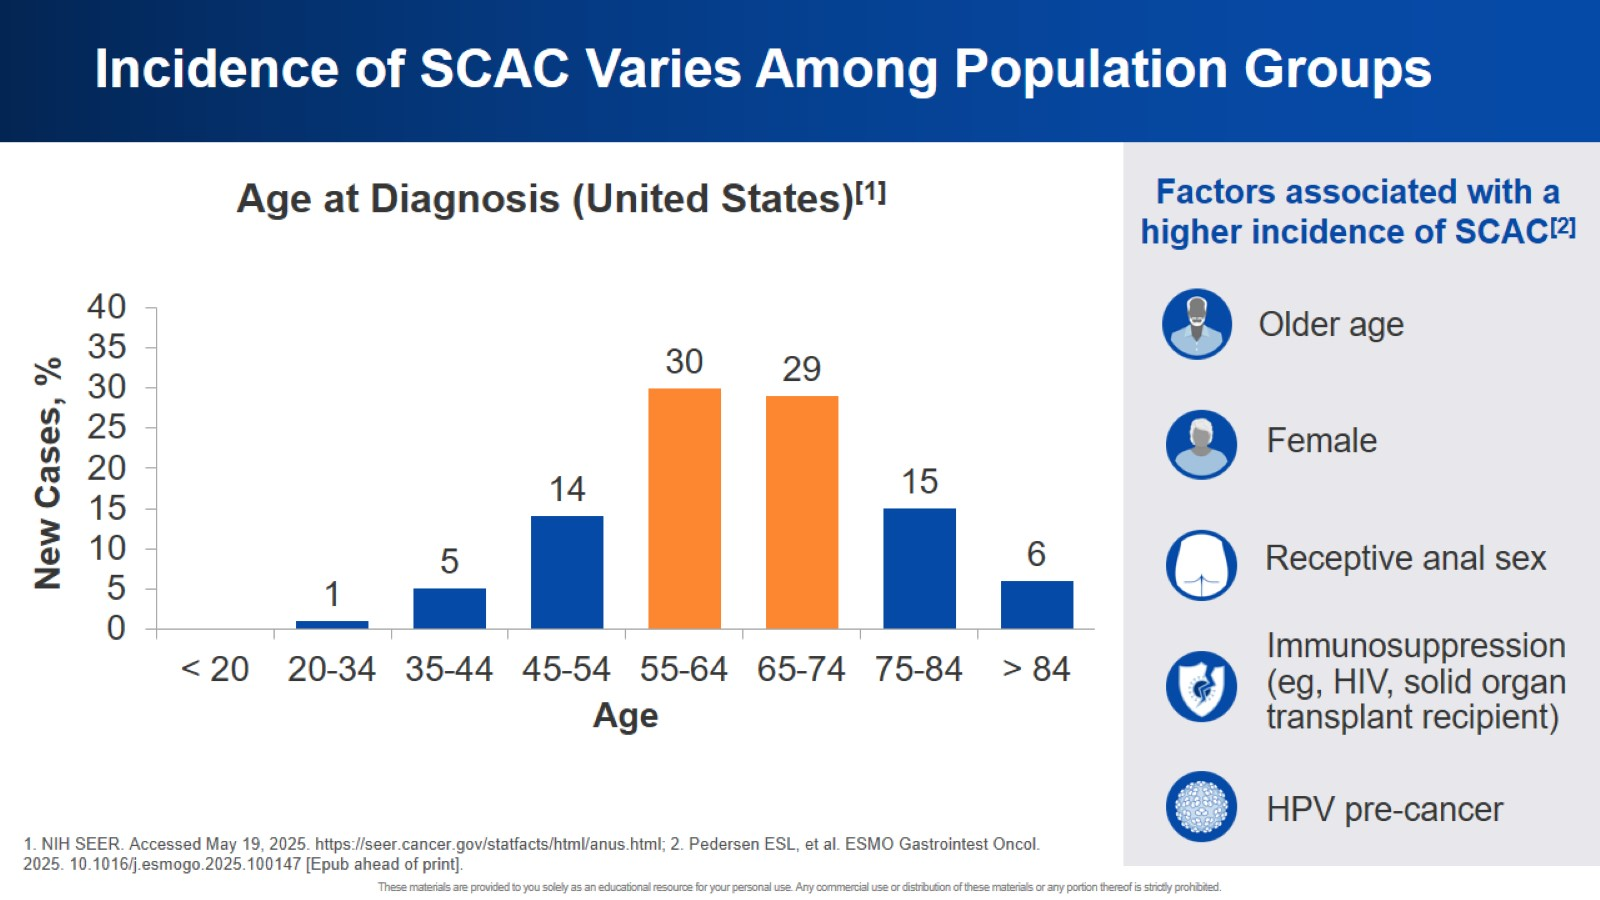 Incidence of SCAC Varies Among Population Groups
Age at Diagnosis (United States)[1]
New Cases, %
40
35
30
25
20
15
10
5
0
1
5
14
30
29
15
6
< 20
20-34
35-44
45-54
55-64
65-74
75-84
> 84
Age
Factors associated with a
higher incidence of SCAC[2]
Older age
Female
Receptive anal sex
Immunosuppression
(eg, HIV, solid organ
transplant recipient)
HPV pre-cancer
1. NIH SEER. Accessed May 19, 2025. https://seer.cancer.gov/statfacts/html/anus.html; 2. Pedersen ESL, et al. ESMO Gastrointest Oncol.
2025. 10.1016/j.esmogo.2025.100147 [Epub ahead of print].
These materials are provided to you solely as an educational resource for your personal use. Any commercial use or distribution of these materials or any portion thereof is strictly prohibited.